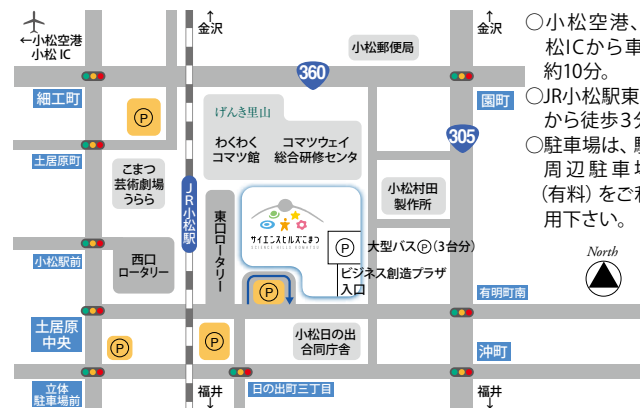 ↑
金沢
←小松空港
小松 IC
小松郵便局
↑
金沢
360
細工町
園町
P
げんき里山
わくわく
コマツ館
コマツウェイ
総合研修センタ
305
土居原町
こまつ
芸術劇場
うらら
JR小松駅
東口ロータリー
サイエンスヒルズこまつ
SCIENCE HILLS KOMATSU
小松村田
製作所
P
大型バスP(3台分)
ビジネス創造プラザ
入口
小松駅前
西口
ロータリー
P
有明町南
土居原
中央
P
P
小松日の出
合同庁舎
沖町
立体
駐車場前
福井
↓
日の出町三丁目
福井
↓
○小松空港、
松ICから車
約10分。
○JR小松駅東
から徒歩3分
○駐車場は、駅
周辺駐車場
(有料)をご利
用下さい。
North